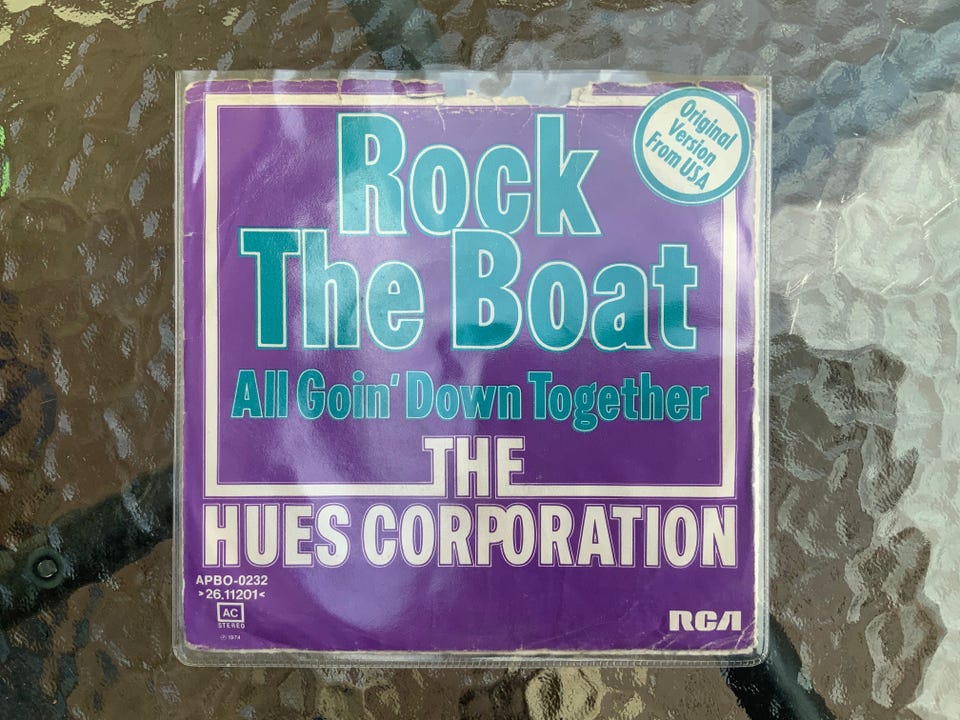 Original
Version
From USA
Rock
The Boat
All Goin' Down Together
THE
HUES CORPORATION
APBO-0232
>26.11201<
AC
STEREO
℗ 1974
RCA